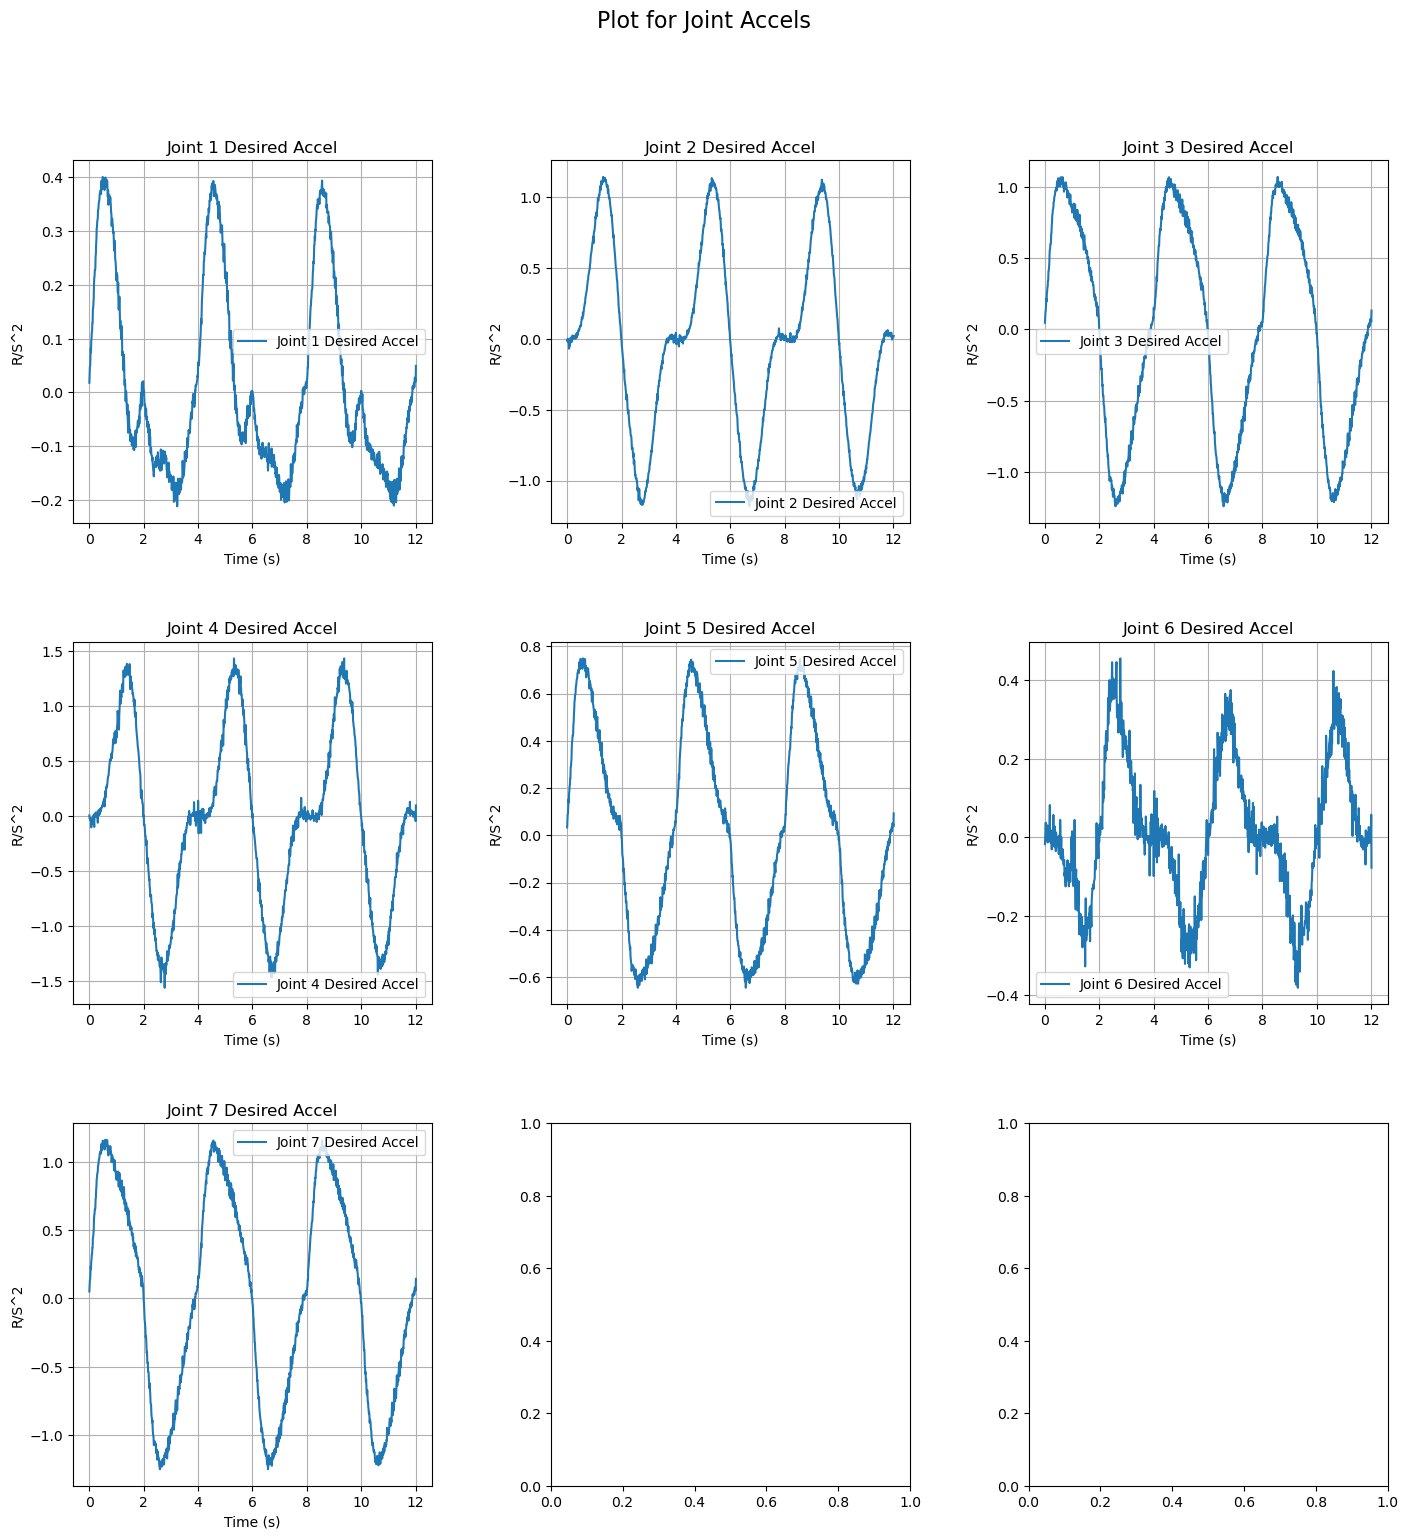 Plot for Joint Accels
Joint 1 Desired Accel
0.4
0.3
0.2
0.1
0.0
−0.1
−0.2
R/S^2
Joint 1 Desired Accel
0 2 4 6 8 10 12
Time (s)
Joint 2 Desired Accel
1.0
0.5
0.0
−0.5
−1.0
R/S^2
Joint 2 Desired Accel
0 2 4 6 8 10 12
Time (s)
Joint 3 Desired Accel
1.0
0.5
0.0
−0.5
−1.0
R/S^2
Joint 3 Desired Accel
0 2 4 6 8 10 12
Time (s)
Joint 4 Desired Accel
1.5
1.0
0.5
0.0
−0.5
−1.0
−1.5
R/S^2
Joint 4 Desired Accel
0 2 4 6 8 10 12
Time (s)
Joint 5 Desired Accel
0.8
0.6
0.4
0.2
0.0
−0.2
−0.4
−0.6
R/S^2
Joint 5 Desired Accel
0 2 4 6 8 10 12
Time (s)
Joint 6 Desired Accel
0.4
0.2
0.0
−0.2
−0.4
R/S^2
Joint 6 Desired Accel
0 2 4 6 8 10 12
Time (s)
Joint 7 Desired Accel
1.0
0.5
0.0
−0.5
−1.0
R/S^2
Joint 7 Desired Accel
0 2 4 6 8 10 12
Time (s)
1.0
0.8
0.6
0.4
0.2
0.0
0.0 0.2 0.4 0.6 0.8 1.0
1.0
0.8
0.6
0.4
0.2
0.0
0.0 0.2 0.4 0.6 0.8 1.0